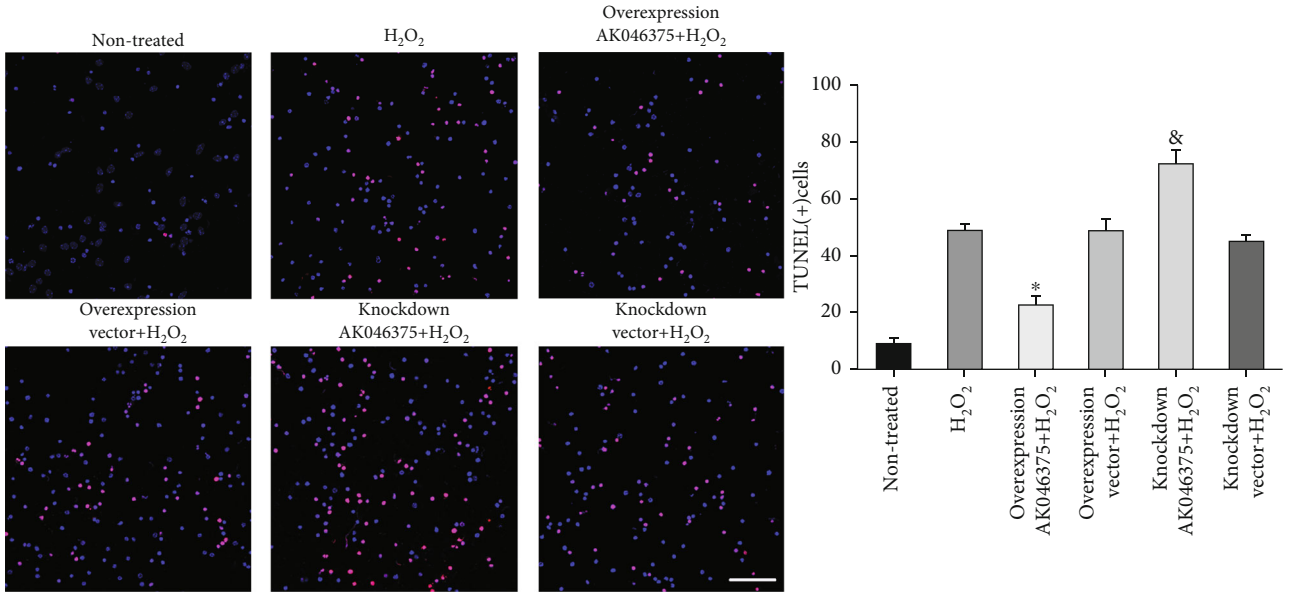 Non-treated
H₂O₂
Overexpression
AK046375+H₂O₂
Overexpression
vector+H₂O₂
Knockdown
AK046375+H₂O₂
Knockdown
vector+H₂O₂
TUNEL(+)cells
100
80
60
40
20
0
*
&
Non-treated
H₂O₂
Overexpression
AK046375+H₂O₂
Overexpression
vector+H₂O₂
Knockdown
AK046375+H₂O₂
Knockdown
vector+H₂O₂